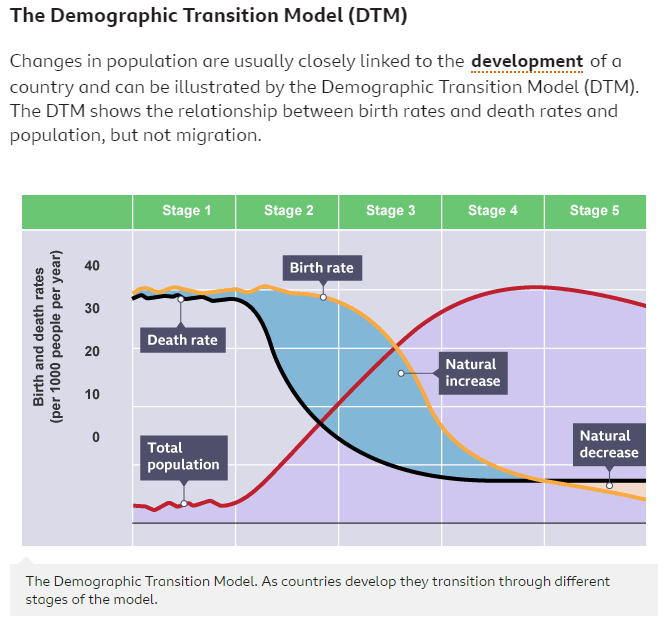 The Demographic Transition Model (DTM)
Changes in population are usually closely linked to the development of a
country and can be illustrated by the Demographic Transition Model (DTM).
The DTM shows the relationship between birth rates and death rates and
population, but not migration.
Stage 1
Stage 2
Stage 3
Stage 4
Stage 5
Birth and death rates
(per 1000 people per year)
40
30
20
10
0
Birth rate
Death rate
Natural
increase
Total
population
Natural
decrease
The Demographic Transition Model. As countries develop they transition through different
stages of the model.